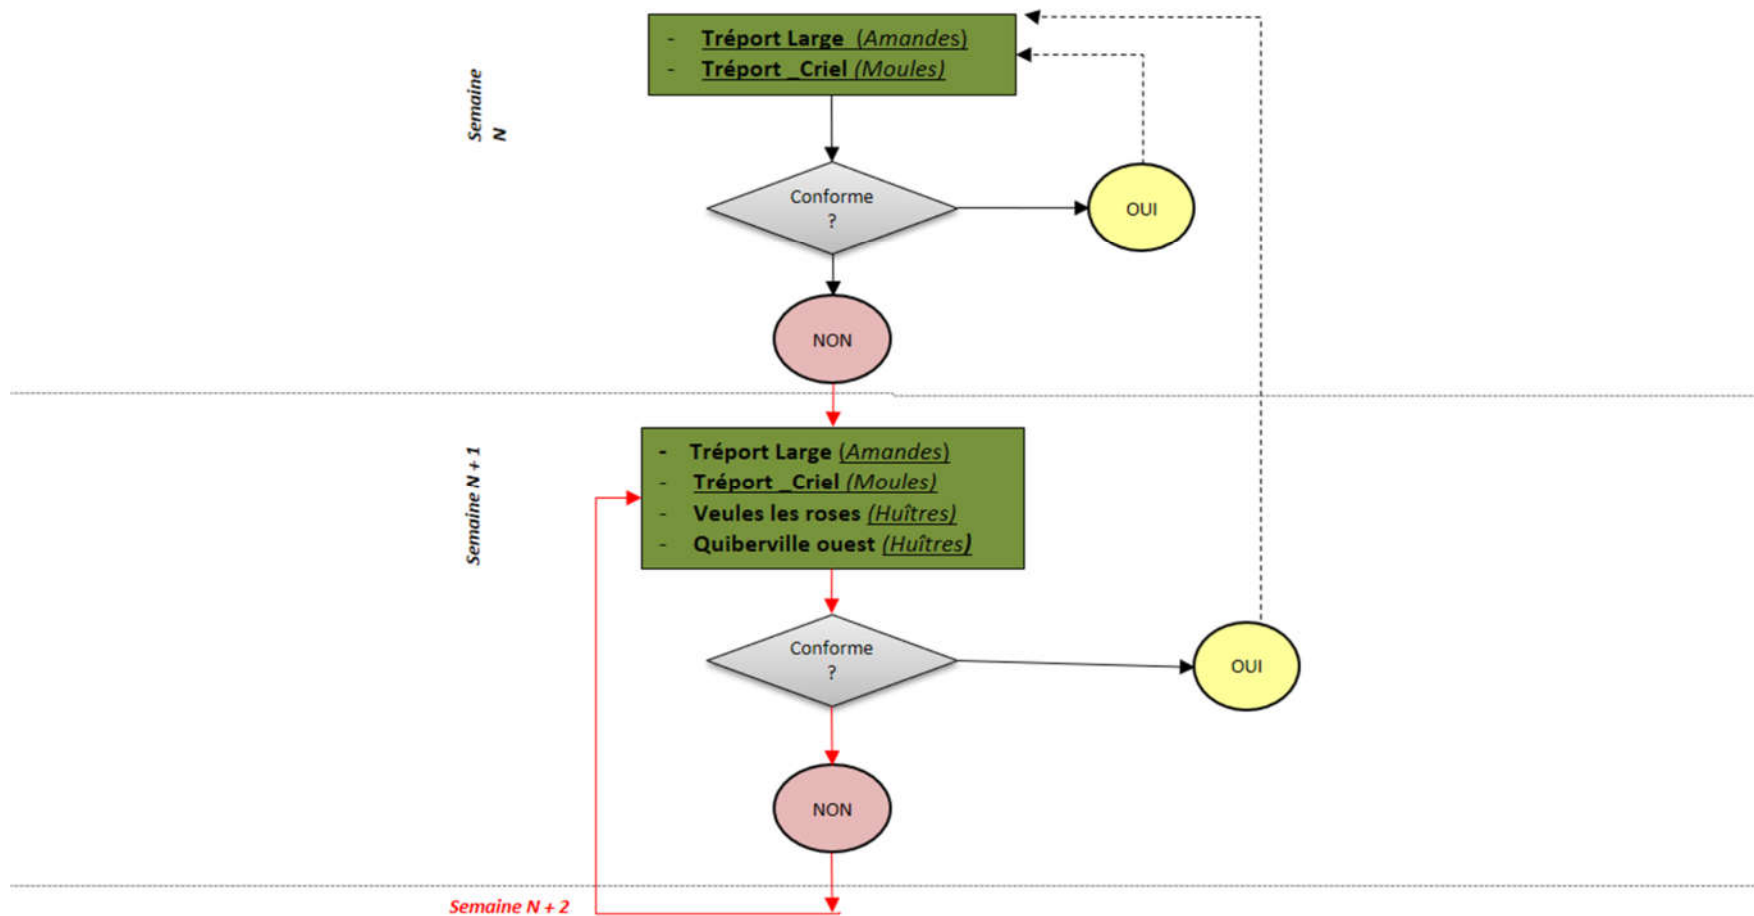 - Tréport Large (Amandes)
- Tréport _Criel (Moules)
Semaine
N
Conforme
?
OUI
NON
Semaine N + 1
- Tréport Large (Amandes)
- Tréport _Criel (Moules)
- Veules les roses (Huîtres)
- Quiberville ouest (Huîtres)
Conforme
?
OUI
NON
Semaine N + 2